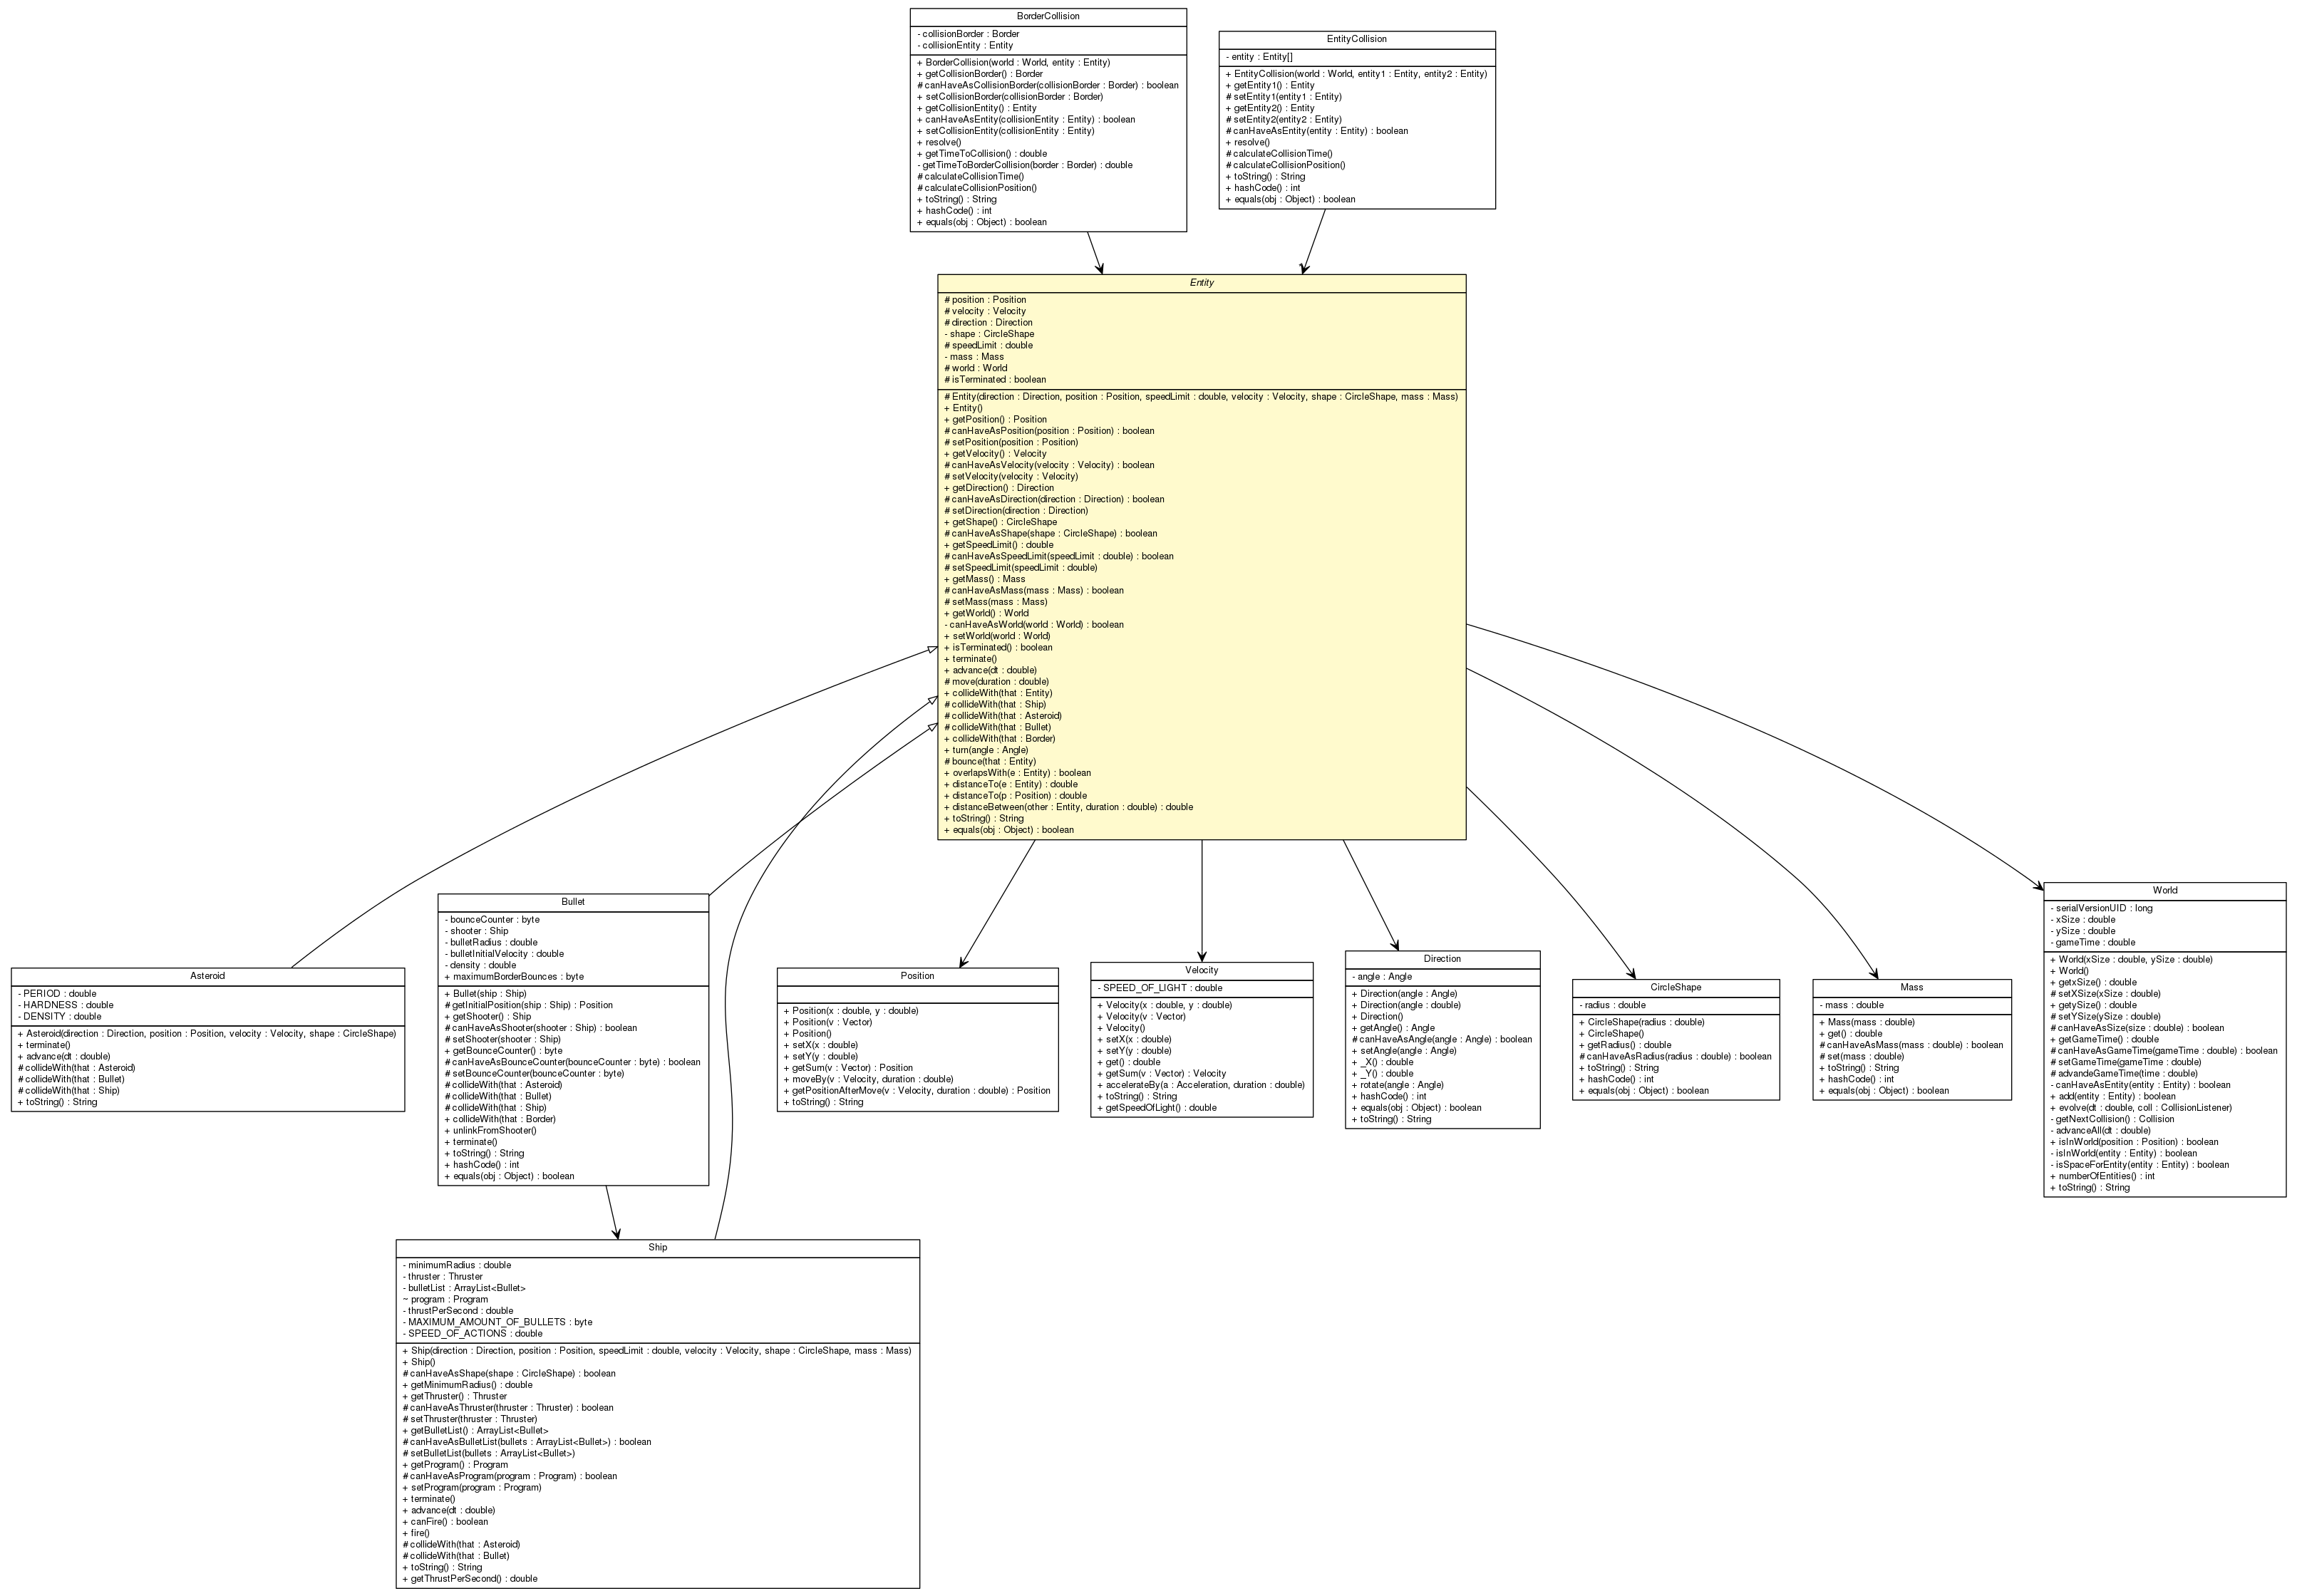 BorderCollision
- collisionBorder : Border
- collisionEntity : Entity
+ BorderCollision(world : World, entity : Entity)
+ getCollisionBorder() : Border
# canHaveAsCollisionBorder(collisionBorder : Border) : boolean
+ setCollisionBorder(collisionBorder : Border)
+ getCollisionEntity() : Entity
+ canHaveAsEntity(collisionEntity : Entity) : boolean
+ setCollisionEntity(collisionEntity : Entity)
+ resolve()
+ getTimeToCollision() : double
- getTimeToBorderCollision(border : Border) : double
# calculateCollisionTime()
# calculateCollisionPosition()
+ toString() : String
+ hashCode() : int
+ equals(obj : Object) : boolean
EntityCollision
- entity : Entity[]
+ EntityCollision(world : World, entity1 : Entity, entity2 : Entity)
+ getEntity1() : Entity
# setEntity1(entity1 : Entity)
+ getEntity2() : Entity
# setEntity2(entity2 : Entity)
# canHaveAsEntity(entity : Entity) : boolean
+ resolve()
# calculateCollisionTime()
# calculateCollisionPosition()
+ toString() : String
+ hashCode() : int
+ equals(obj : Object) : boolean
Entity
# position : Position
# velocity : Velocity
# direction : Direction
- shape : CircleShape
# speedLimit : double
- mass : Mass
# world : World
# isTerminated : boolean
# Entity(direction : Direction, position : Position, speedLimit : double, velocity : Velocity, shape : CircleShape, mass : Mass)
+ Entity()
+ getPosition() : Position
# canHaveAsPosition(position : Position) : boolean
# setPosition(position : Position)
+ getVelocity() : Velocity
# canHaveAsVelocity(velocity : Velocity) : boolean
# setVelocity(velocity : Velocity)
+ getDirection() : Direction
# canHaveAsDirection(direction : Direction) : boolean
# setDirection(direction : Direction)
+ getShape() : CircleShape
# canHaveAsShape(shape : CircleShape) : boolean
+ getSpeedLimit() : double
# canHaveAsSpeedLimit(speedLimit : double) : boolean
# setSpeedLimit(speedLimit : double)
+ getMass() : Mass
# canHaveAsMass(mass : Mass) : boolean
# setMass(mass : Mass)
+ getWorld() : World
- canHaveAsWorld(world : World) : boolean
+ setWorld(world : World)
+ isTerminated() : boolean
+ terminate()
+ advance(dt : double)
# move(duration : double)
+ collideWith(that : Entity)
# collideWith(that : Ship)
# collideWith(that : Asteroid)
# collideWith(that : Bullet)
+ collideWith(that : Border)
+ turn(angle : Angle)
# bounce(that : Entity)
+ overlapsWith(e : Entity) : boolean
+ distanceTo(e : Entity) : double
+ distanceTo(p : Position) : double
+ distanceBetween(other : Entity, duration : double) : double
+ toString() : String
+ equals(obj : Object) : boolean
Asteroid
- PERIOD : double
- HARDNESS : double
- DENSITY : double
+ Asteroid(direction : Direction, position : Position, velocity : Velocity, shape : CircleShape)
+ terminate()
+ advance(dt : double)
# collideWith(that : Asteroid)
# collideWith(that : Bullet)
# collideWith(that : Ship)
+ toString() : String
Bullet
- bounceCounter : byte
- shooter : Ship
- bulletRadius : double
- bulletInitialVelocity : double
- density : double
+ maximumBorderBounces : byte
+ Bullet(ship : Ship)
# getInitialPosition(ship : Ship) : Position
+ getShooter() : Ship
# canHaveAsShooter(shooter : Ship) : boolean
# setShooter(shooter : Ship)
+ getBounceCounter() : byte
# canHaveAsBounceCounter(bounceCounter : byte) : boolean
# setBounceCounter(bounceCounter : byte)
# collideWith(that : Asteroid)
# collideWith(that : Bullet)
# collideWith(that : Ship)
+ collideWith(that : Border)
+ unlinkFromShooter()
+ terminate()
+ toString() : String
+ hashCode() : int
+ equals(obj : Object) : boolean
Position
+ Position(x : double, y : double)
+ Position(v : Vector)
+ Position()
+ setX(x : double)
+ setY(y : double)
+ getSum(v : Vector) : Position
+ moveBy(v : Velocity, duration : double)
+ getPositionAfterMove(v : Velocity, duration : double) : Position
+ toString() : String
Velocity
- SPEED_OF_LIGHT : double
+ Velocity(x : double, y : double)
+ Velocity(v : Vector)
+ Velocity()
+ setX(x : double)
+ setY(y : double)
+ get() : double
+ getSum(v : Vector) : Velocity
+ accelerateBy(a : Acceleration, duration : double)
+ toString() : String
+ getSpeedOfLight() : double
Direction
- angle : Angle
+ Direction(angle : Angle)
+ Direction(angle : double)
+ Direction()
+ getAngle() : Angle
# canHaveAsAngle(angle : Angle) : boolean
+ setAngle(angle : Angle)
+ _X() : double
+ _Y() : double
+ rotate(angle : Angle)
+ hashCode() : int
+ equals(obj : Object) : boolean
+ toString() : String
CircleShape
- radius : double
+ CircleShape(radius : double)
+ CircleShape()
+ getRadius() : double
# canHaveAsRadius(radius : double) : boolean
+ toString() : String
+ hashCode() : int
+ equals(obj : Object) : boolean
Mass
- mass : double
+ Mass(mass : double)
+ get() : double
# canHaveAsMass(mass : double) : boolean
# set(mass : double)
+ toString() : String
+ hashCode() : int
+ equals(obj : Object) : boolean
World
- serialVersionUID : long
- xSize : double
- ySize : double
- gameTime : double
+ World(xSize : double, ySize : double)
+ World()
+ getxSize() : double
# setXSize(xSize : double)
+ getySize() : double
# setYSize(ySize : double)
# canHaveAsSize(size : double) : boolean
+ getGameTime() : double
# canHaveAsGameTime(gameTime : double) : boolean
# setGameTime(gameTime : double)
# advandeGameTime(time : double)
- canHaveAsEntity(entity : Entity) : boolean
+ add(entity : Entity) : boolean
+ evolve(dt : double, coll : CollisionListener)
- getNextCollision() : Collision
- advanceAll(dt : double)
+ isInWorld(position : Position) : boolean
- isInWorld(entity : Entity) : boolean
- isSpaceForEntity(entity : Entity) : boolean
+ numberOfEntities() : int
+ toString() : String
Ship
- minimumRadius : double
- thruster : Thruster
- bulletList : ArrayList<Bullet>
~ program : Program
- thrustPerSecond : double
- MAXIMUM_AMOUNT_OF_BULLETS : byte
- SPEED_OF_ACTIONS : double
+ Ship(direction : Direction, position : Position, speedLimit : double, velocity : Velocity, shape : CircleShape, mass : Mass)
+ Ship()
# canHaveAsShape(shape : CircleShape) : boolean
+ getMinimumRadius() : double
+ getThruster() : Thruster
# canHaveAsThruster(thruster : Thruster) : boolean
# setThruster(thruster : Thruster)
+ getBulletList() : ArrayList<Bullet>
# canHaveAsBulletList(bullets : ArrayList<Bullet>) : boolean
# setBulletList(bullets : ArrayList<Bullet>)
+ getProgram() : Program
# canHaveAsProgram(program : Program) : boolean
+ setProgram(program : Program)
+ terminate()
+ advance(dt : double)
+ canFire() : boolean
+ fire()
# collideWith(that : Asteroid)
# collideWith(that : Bullet)
+ toString() : String
+ getThrustPerSecond() : double